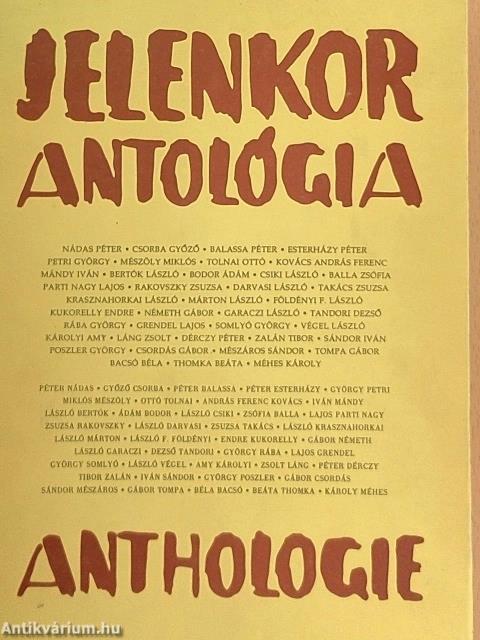 JELENKOR
ANTOLÓGIA
NÁDAS PÉTER • CSORBA GYŐZŐ • BALASSA PÉTER • ESTERHÁZY PÉTER
PETRI GYÖRGY • MÉSZÖLY MIKLÓS • TOLNAI OTTÓ • KOVÁCS ANDRÁS FERENC
MÁNDY IVÁN • BERTÓK LÁSZLÓ • BODOR ÁDÁM • CSIKI LÁSZLÓ • BALLA ZSÓFIA
PARTI NAGY LAJOS • RAKOVSZKY ZSUZSA • DARVASI LÁSZLÓ • TAKÁCS ZSUZSA
KRASZNAHORKAI LÁSZLÓ • MÁRTON LÁSZLÓ • FÖLDÉNYI F. LÁSZLÓ
KUKORELLY ENDRE • NÉMETH GÁBOR • GARACZI LÁSZLÓ • TANDORI DEZSŐ
RÁBA GYÖRGY • GRENDEL LAJOS • SOMLYÓ GYÖRGY • VÉGEL LÁSZLÓ
KÁROLYI AMY • LÁNG ZSOLT • DÉRCZY PÉTER • ZALÁN TIBOR • SÁNDOR IVÁN
POSZLER GYÖRGY • CSORDÁS GÁBOR • MÉSZÁROS SÁNDOR • TOMPA GÁBOR
BACSÓ BÉLA • THOMKA BEÁTA • MÉHES KÁROLY
PÉTER NÁDAS • GYŐZŐ CSORBA • PÉTER BALASSA • PÉTER ESTERHÁZY • GYÖRGY PETRI
MIKLÓS MÉSZÖLY • OTTÓ TOLNAI • ANDRÁS FERENC KOVÁCS • IVÁN MÁNDY
LÁSZLÓ BERTÓK • ÁDÁM BODOR • LÁSZLÓ CSIKI • ZSÓFIA BALLA • LAJOS PARTI NAGY
ZSUZSA RAKOVSZKY • LÁSZLÓ DARVASI • ZSUZSA TAKÁCS • LÁSZLÓ KRASZNAHORKAI
LÁSZLÓ MÁRTON • LÁSZLÓ F. FÖLDÉNYI • ENDRE KUKORELLY • GÁBOR NÉMETH
LÁSZLÓ GARACZI • DEZSŐ TANDORI • GYÖRGY RÁBA • LAJOS GRENDEL
GYÖRGY SOMLYÓ • LÁSZLÓ VÉGEL • AMY KÁROLYI • ZSOLT LÁNG • PÉTER DÉRCZY
TIBOR ZALÁN • IVÁN SÁNDOR • GYÖRGY POSZLER • GÁBOR CSORDÁS
SÁNDOR MÉSZÁROS • GÁBOR TOMPA • BÉLA BACSÓ • BEÁTA THOMKA • KÁROLY MÉHES
ANTHOLOGIE
Antikvárium.hu